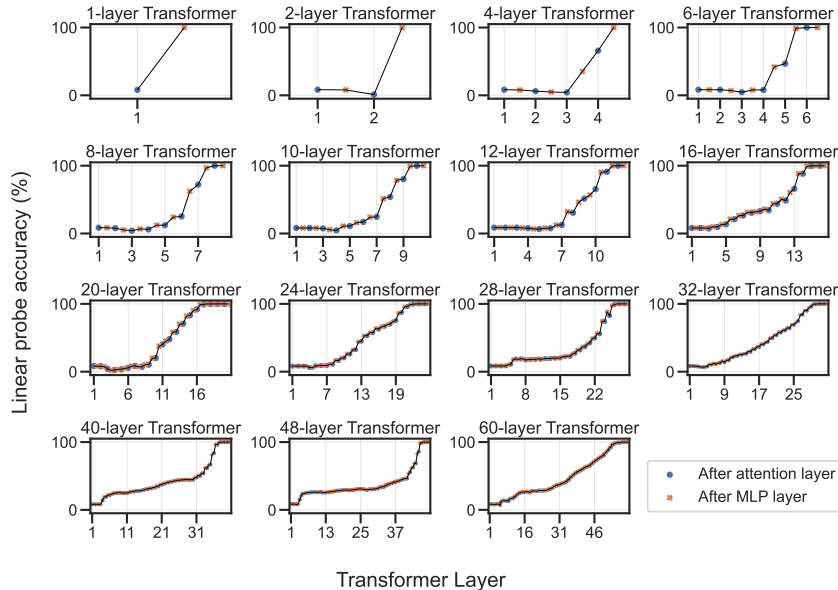 1-layer Transformer 2-layer Transformer 4-layer Transformer 6-layer Transformer
100 100 100 100
0 0 0 0
1 1 2 1 2 3 4 1 2 3 4 5 6
8-layer Transformer 10-layer Transformer 12-layer Transformer 16-layer Transformer
100 100 100 100
0 0 0 0
1 3 5 7 1 3 5 7 9 1 4 7 10 1 5 9 13
Linear probe accuracy (%)
20-layer Transformer 24-layer Transformer 28-layer Transformer 32-layer Transformer
100 100 100 100
0 0 0 0
1 6 11 16 1 7 13 19 1 8 15 22 1 9 17 25
40-layer Transformer 48-layer Transformer 60-layer Transformer
100 100 100
0 0 0
1 11 21 31 1 13 25 37 1 16 31 46
After attention layer
After MLP layer
Transformer Layer